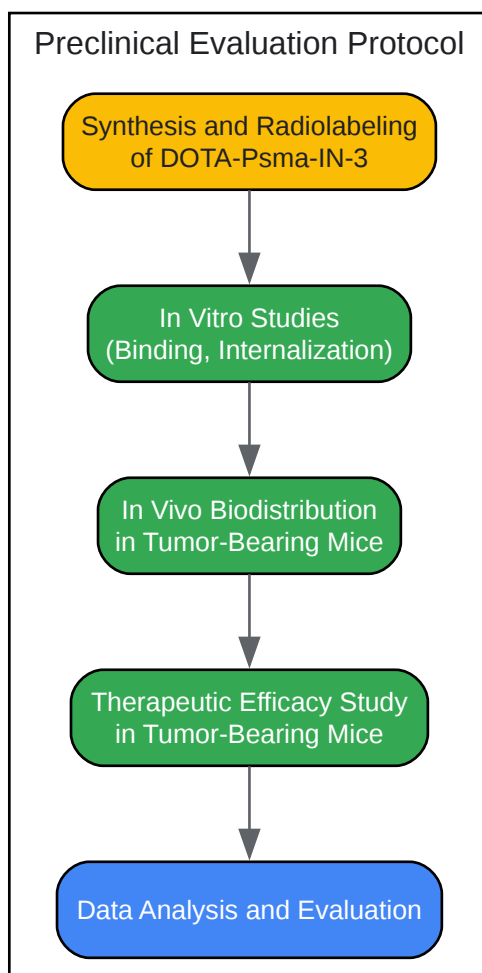 Preclinical Evaluation Protocol
Synthesis and Radiolabeling
of DOTA-Psma-IN-3
In Vitro Studies
(Binding, Internalization)
In Vivo Biodistribution
in Tumor-Bearing Mice
Therapeutic Efficacy Study
in Tumor-Bearing Mice
Data Analysis and Evaluation